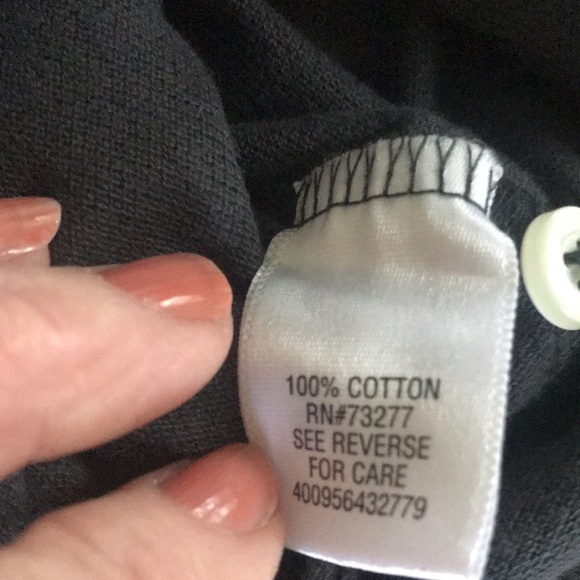 100% COTTON
RN#73277
SEE REVERSE
FOR CARE
400956432779